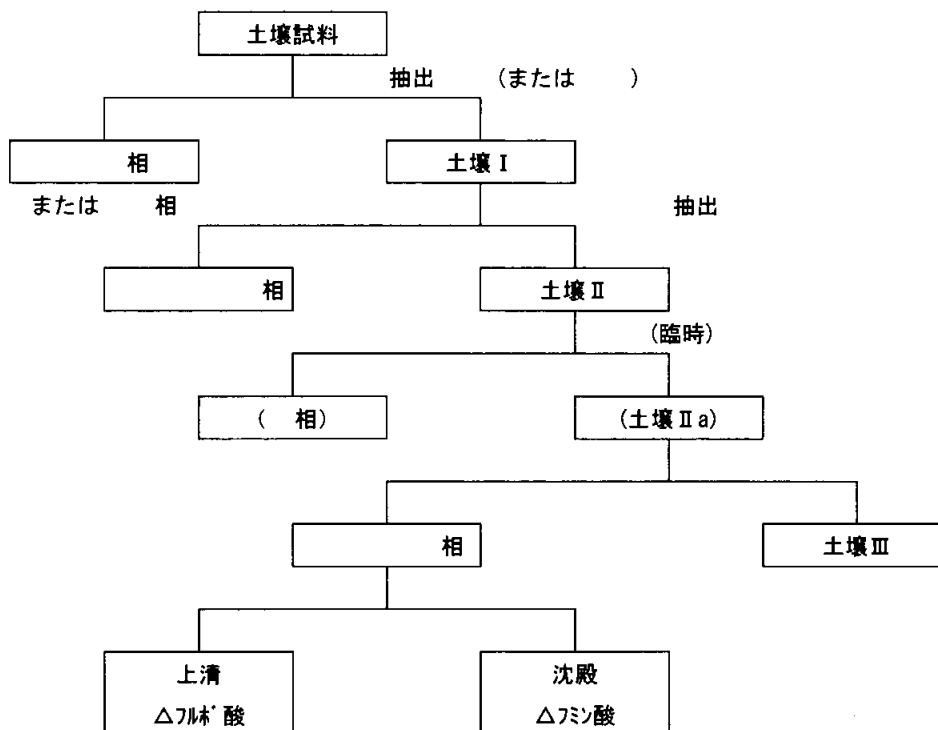 土壌試料
抽出 (または )
相
土壌Ⅰ
または 相
抽出
相
土壌Ⅱ
(臨時)
( 相)
(土壌Ⅱa)
相
土壌Ⅲ
上清
△フルボ酸
沈殿
△フミン酸